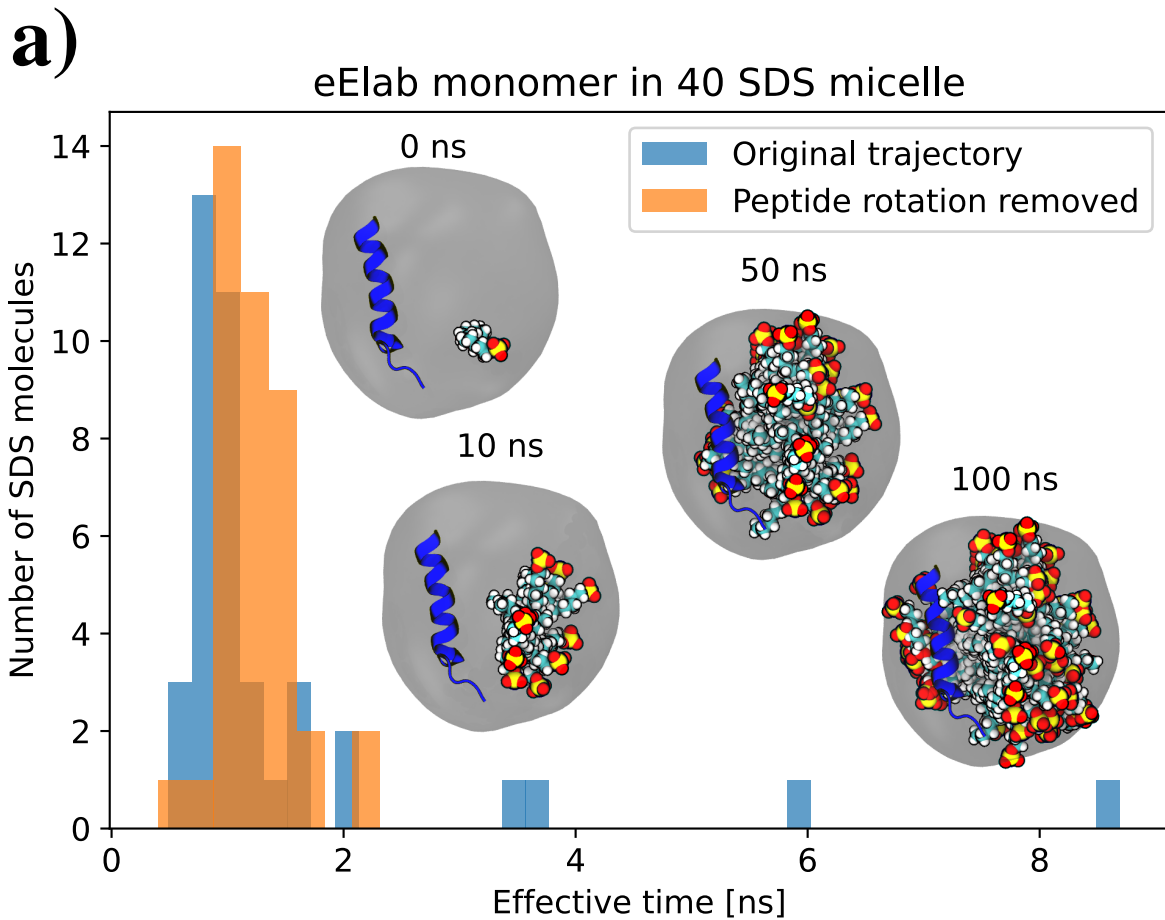 a)
eElab monomer in 40 SDS micelle
Original trajectory
Peptide rotation removed
0 ns
50 ns
10 ns
100 ns
Number of SDS molecules
14
12
10
8
6
4
2
0
0 2 4 6 8
Effective time [ns]